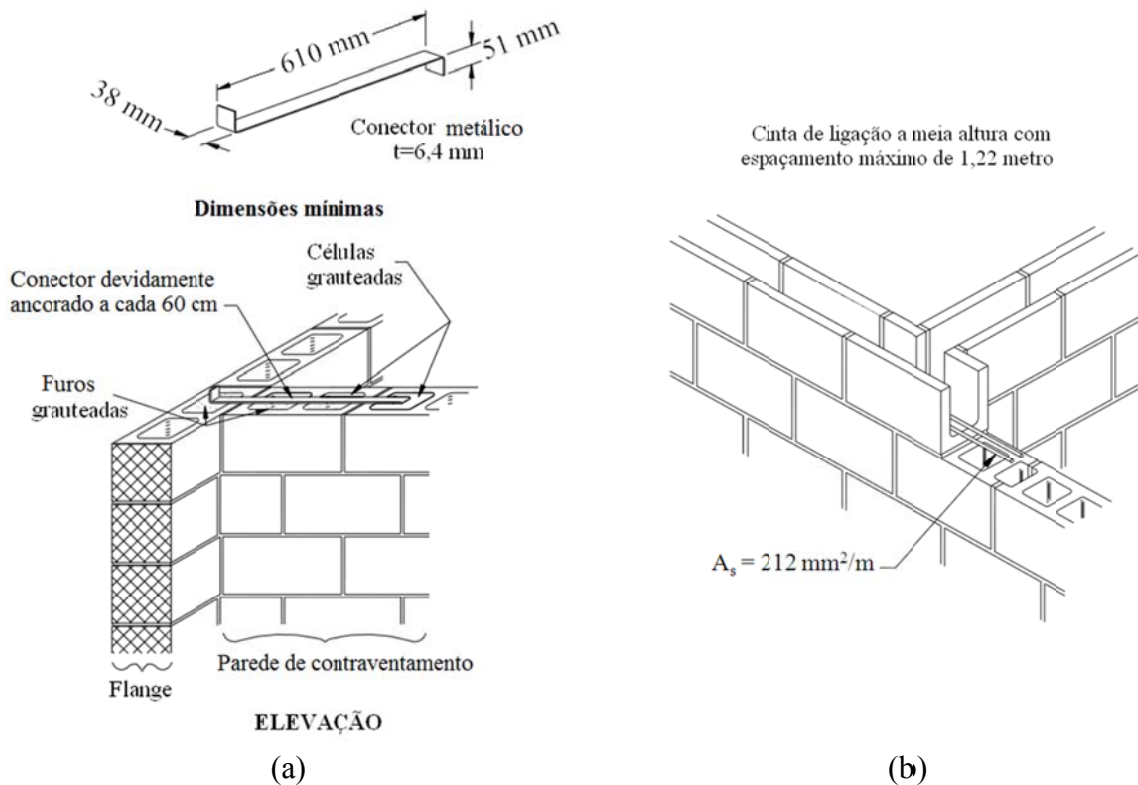 610 mm
51 mm
38 mm
Conector metálico
t=6,4 mm
Dimensões mínimas
Células
grauteadas
Conector devidamente
ancorado a cada 60 cm
Furos
grauteadas
Parede de contraventamento
Flange
ELEVAÇÃO
(a)
Cinta de ligação a meia altura com
espaçamento máximo de 1,22 metro
As = 212 mm²/m
(b)